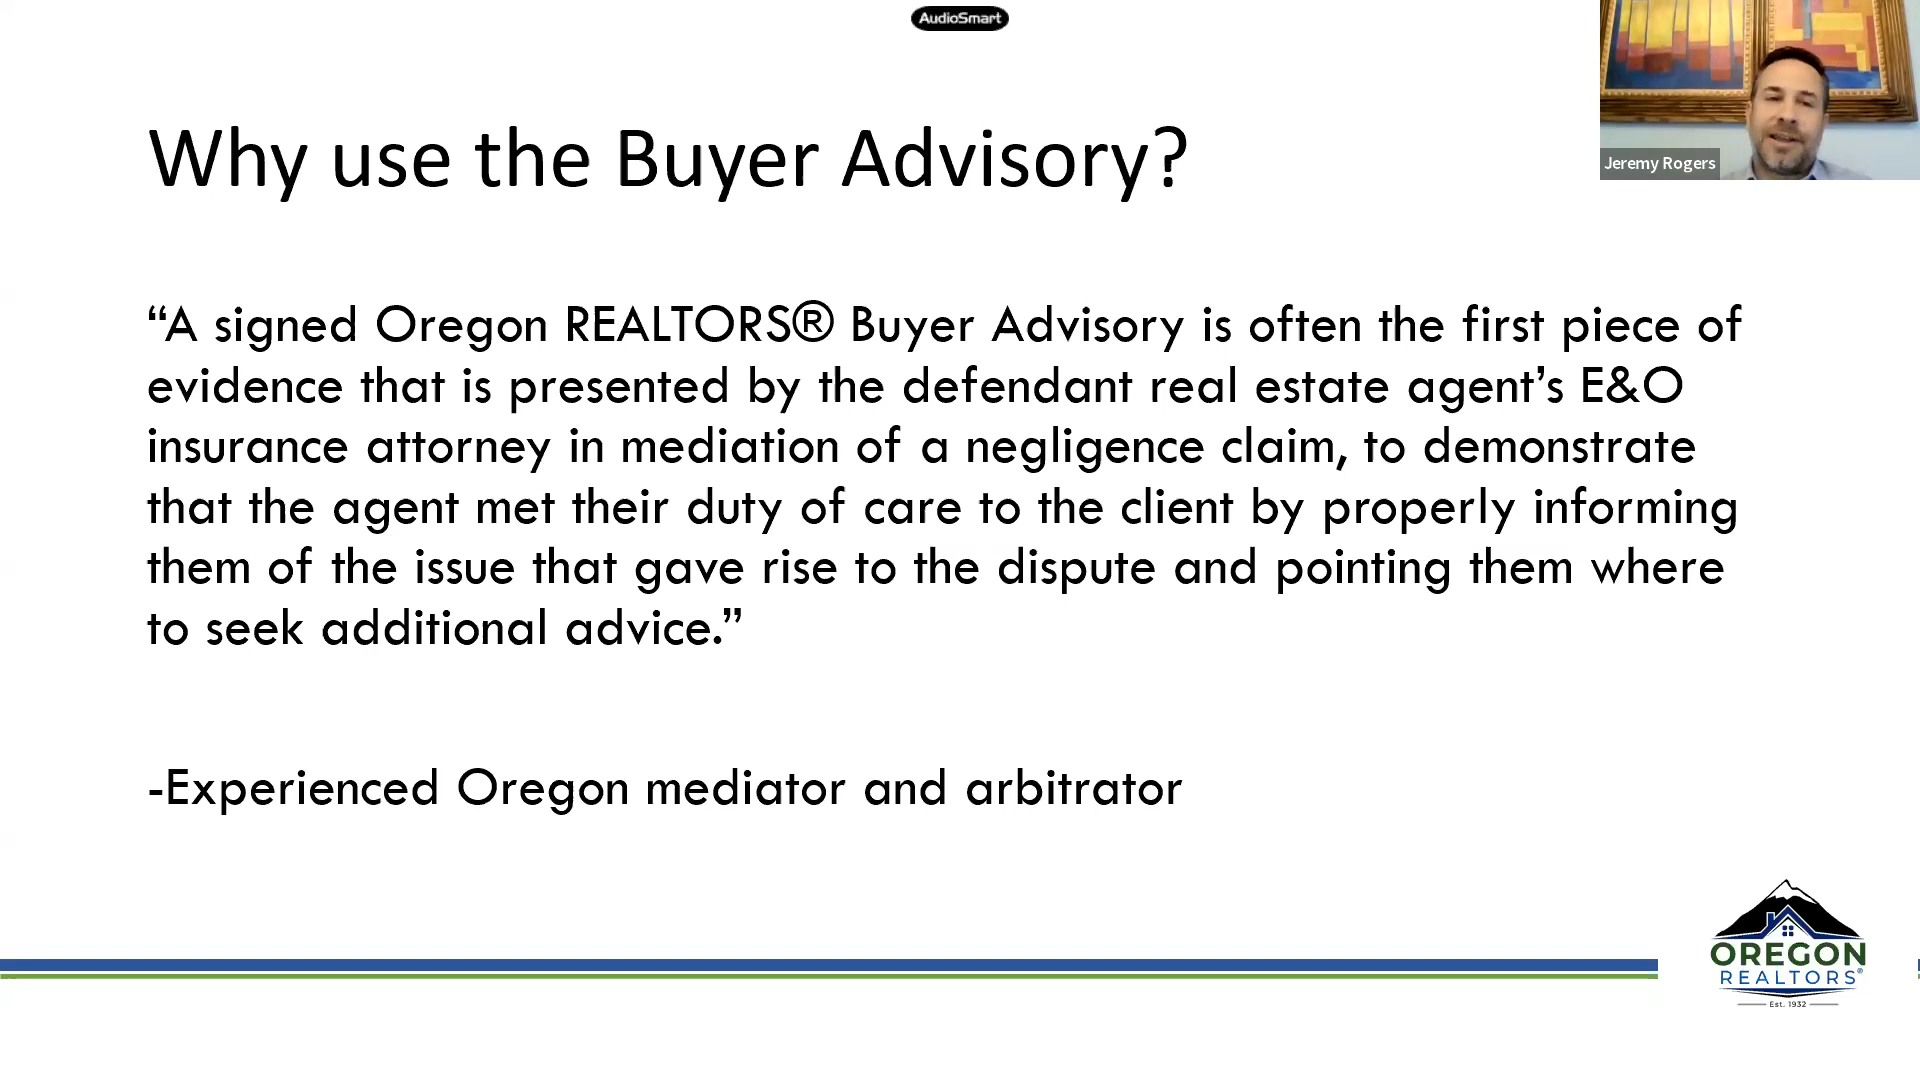 AudioSmart
Jeremy Rogers
Why use the Buyer Advisory?
“A signed Oregon REALTORS® Buyer Advisory is often the first piece of
evidence that is presented by the defendant real estate agent’s E&O
insurance attorney in mediation of a negligence claim, to demonstrate
that the agent met their duty of care to the client by properly informing
them of the issue that gave rise to the dispute and pointing them where
to seek additional advice.”
-Experienced Oregon mediator and arbitrator
OREGON
REALTORS®
Est. 1932